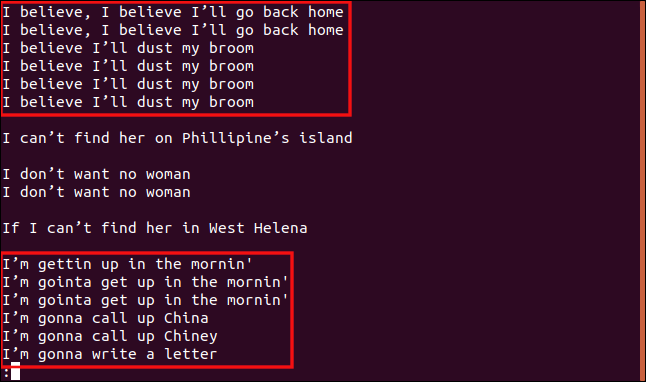 I believe, I believe I’ll go back home
I believe, I believe I’ll go back home
I believe I’ll dust my broom
I believe I’ll dust my broom
I believe I’ll dust my broom
I believe I’ll dust my broom
I can’t find her on Phillipine’s island
I don’t want no woman
I don’t want no woman
If I can’t find her in West Helena
I’m gettin up in the mornin'
I’m gointa get up in the mornin'
I’m gointa get up in the mornin'
I’m gonna call up China
I’m gonna call up Chiney
I’m gonna write a letter
: